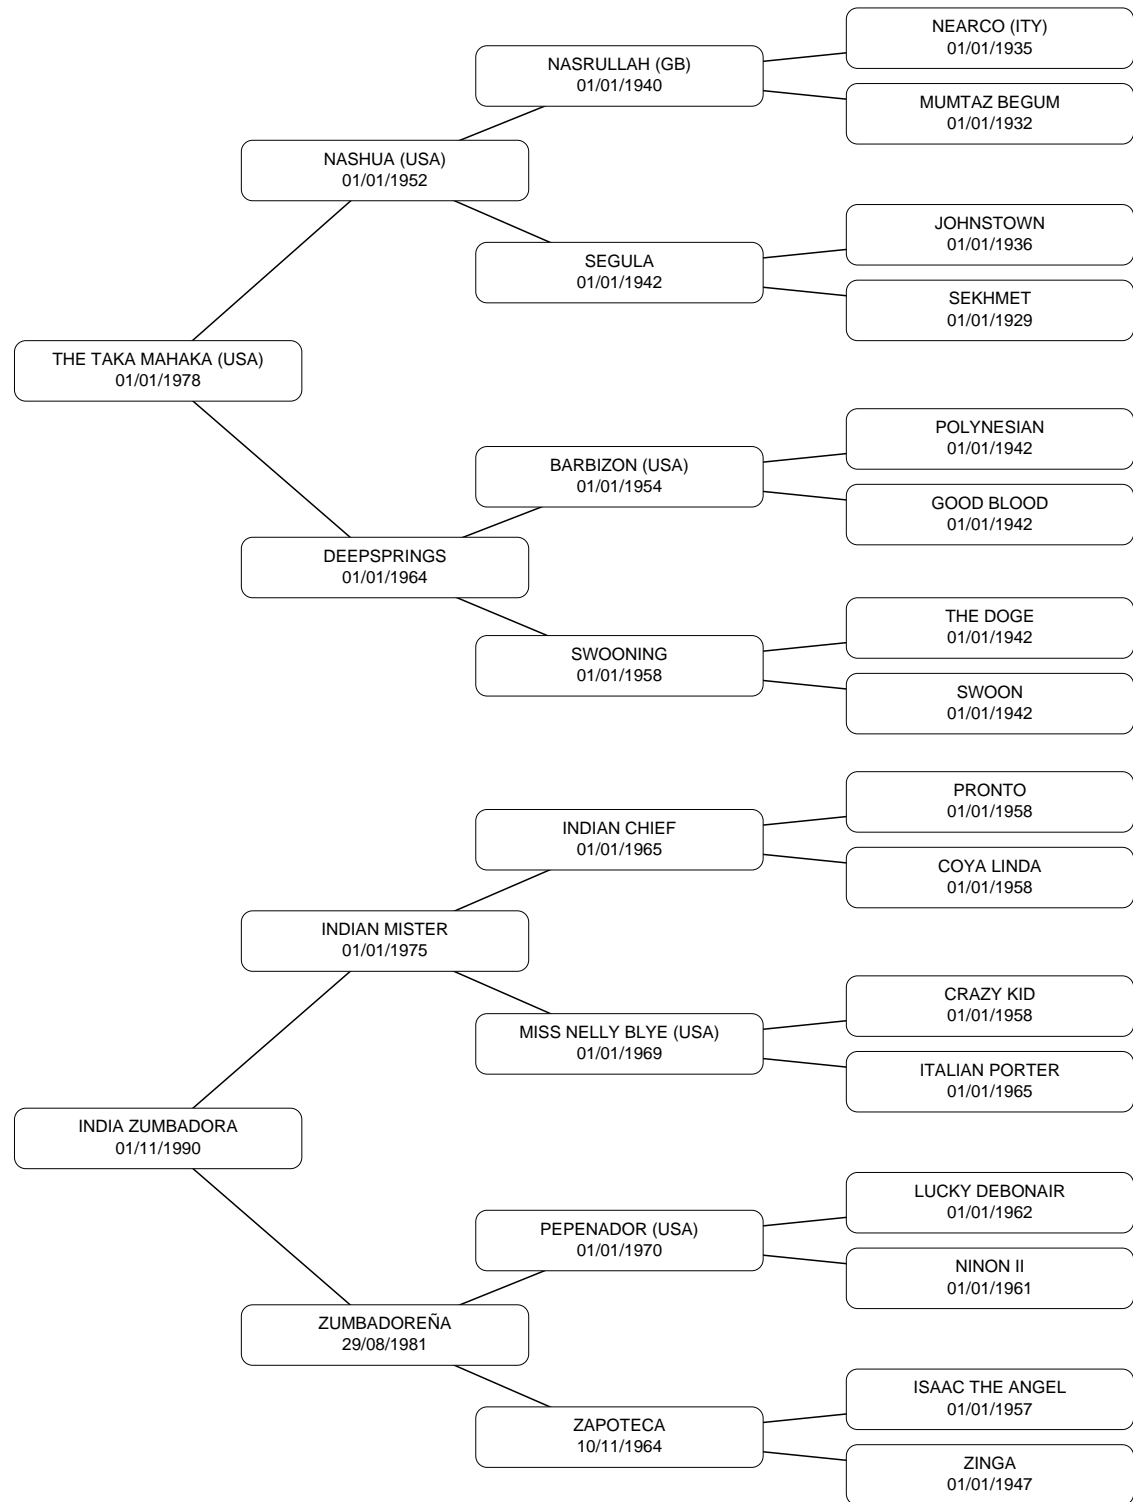 NEARCO (ITY)
01/01/1935
NASRULLAH (GB)
01/01/1940
MUMTAZ BEGUM
01/01/1932
NASHUA (USA)
01/01/1952
JOHNSTOWN
01/01/1936
SEGULA
01/01/1942
SEKHMET
01/01/1929
THE TAKA MAHAKA (USA)
01/01/1978
POLYNESIAN
01/01/1942
BARBIZON (USA)
01/01/1954
GOOD BLOOD
01/01/1942
DEEPSPRINGS
01/01/1964
THE DOGE
01/01/1942
SWOONING
01/01/1958
SWOON
01/01/1942
PRONTO
01/01/1958
INDIAN CHIEF
01/01/1965
COYA LINDA
01/01/1958
INDIAN MISTER
01/01/1975
CRAZY KID
01/01/1958
MISS NELLY BLYE (USA)
01/01/1969
ITALIAN PORTER
01/01/1965
INDIA ZUMBADORA
01/11/1990
LUCKY DEBONAIR
01/01/1962
PEPENADOR (USA)
01/01/1970
NINON II
01/01/1961
ZUMBADOREÑA
29/08/1981
ISAAC THE ANGEL
01/01/1957
ZAPOTECA
10/11/1964
ZINGA
01/01/1947